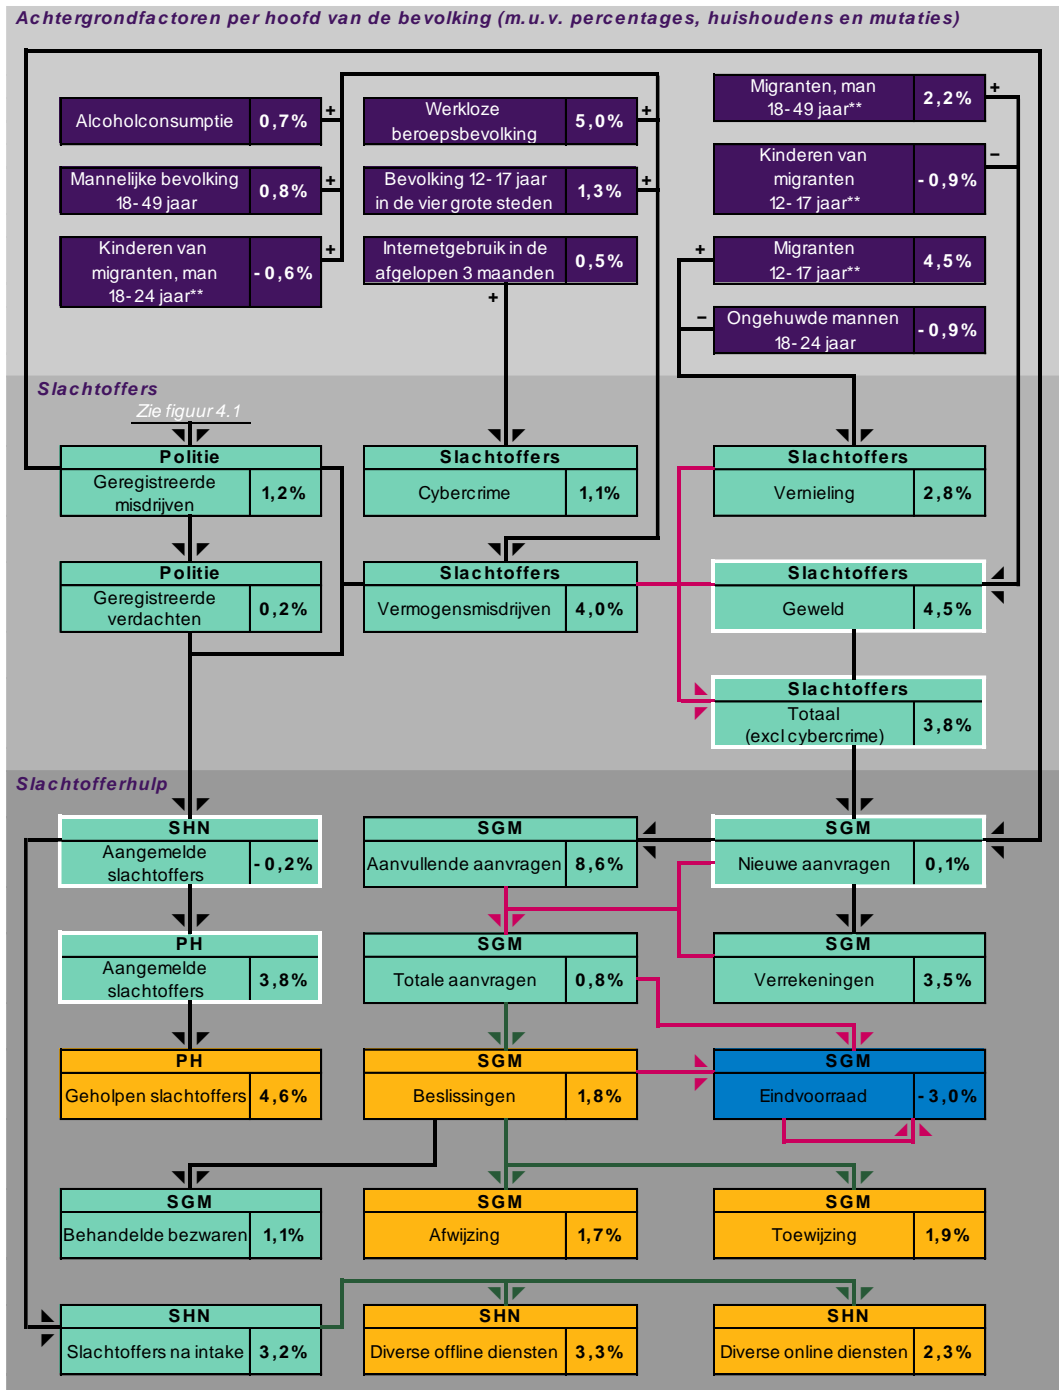 Achtergrondfactoren per hoofd van de bevolking (m.u.v. percentages, huishoudens en mutaties)
Alcoholconsumptie 0,7% +
Mannelijke bevolking
18-49 jaar 0,8% +
Kinderen van
migranten, man
18-24 jaar** -0,6% +
Werkloze
beroepsbevolking 5,0% +
Bevolking 12-17 jaar
in de vier grote steden 1,3% +
Internetgebruik in de
afgelopen 3 maanden 0,5%
+
Migranten, man
18-49 jaar** 2,2% +
Kinderen van
migranten
12-17 jaar** -0,9% −
+ Migranten
12-17 jaar** 4,5%
− Ongehuwde mannen
18-24 jaar -0,9%
Slachtoffers
Zie figuur 4.1
Politie
Geregistreerde
misdrijven 1,2%
Slachtoffers
Cybercrime 1,1%
Slachtoffers
Vernieling 2,8%
Politie
Geregistreerde
verdachten 0,2%
Slachtoffers
Vermogensmisdrijven 4,0%
Slachtoffers
Geweld 4,5%
Slachtoffers
Totaal
(excl cybercrime) 3,8%
Slachtofferhulp
SHN
Aangemelde
slachtoffers -0,2%
SGM
Aanvullende aanvragen 8,6%
SGM
Nieuwe aanvragen 0,1%
PH
Aangemelde
slachtoffers 3,8%
SGM
Totale aanvragen 0,8%
SGM
Verrekeningen 3,5%
PH
Geholpen slachtoffers 4,6%
SGM
Beslissingen 1,8%
SGM
Eindvoorraad -3,0%
SGM
Behandelde bezwaren 1,1%
SGM
Afwijzing 1,7%
SGM
Toewijzing 1,9%
SHN
Slachtoffers na intake 3,2%
SHN
Diverse offline diensten 3,3%
SHN
Diverse online diensten 2,3%